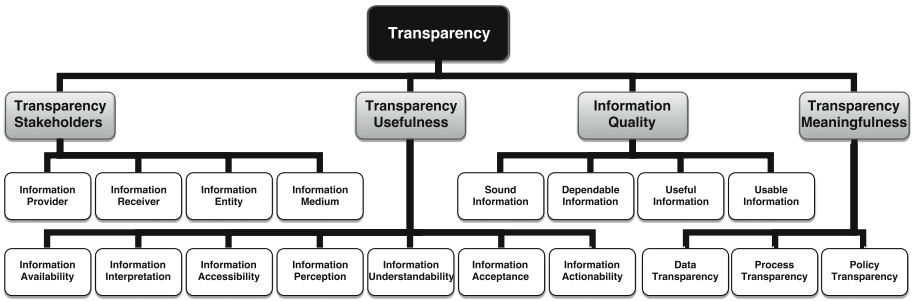 Transparency
Transparency
Stakeholders
Transparency
Usefulness
Information
Quality
Transparency
Meaningfulness
Information
Provider
Information
Receiver
Information
Entity
Information
Medium
Sound
Information
Dependable
Information
Useful
Information
Usable
Information
Information
Availability
Information
Interpretation
Information
Accessibility
Information
Perception
Information
Understandability
Information
Acceptance
Information
Actionability
Data
Transparency
Process
Transparency
Policy
Transparency